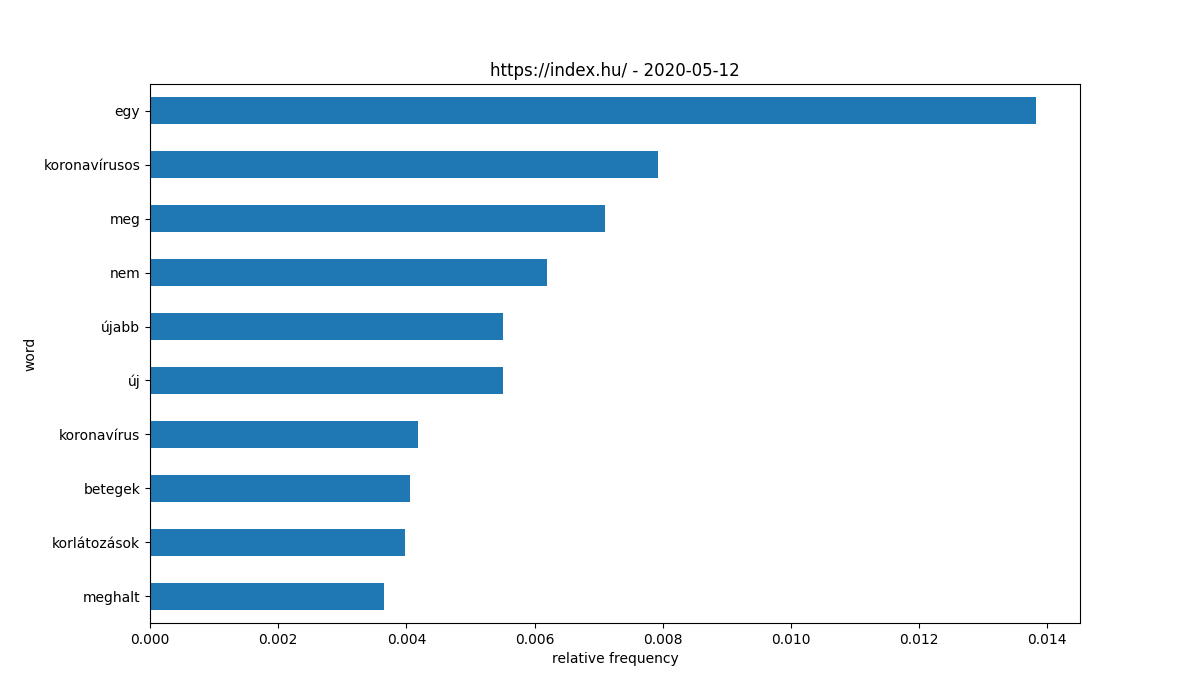 https://index.hu/ - 2020-05-12
egy
koronavírusos
meg
nem
újabb
új
koronavírus
betegek
korlátozások
meghalt
word
0.000 0.002 0.004 0.006 0.008 0.010 0.012 0.014
relative frequency